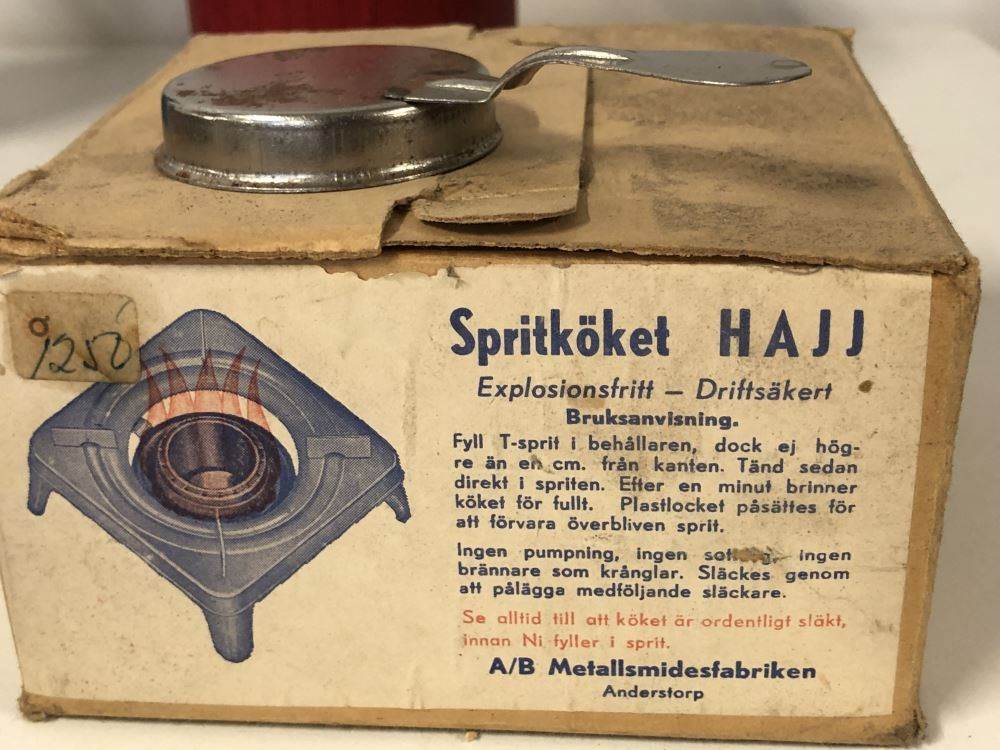 9250
Spritköket HAJJ
Explosionsfritt – Driftsäkert
Bruksanvisning.
Fyll T-sprit i behållaren, dock ej hög-
re än en cm. från kanten. Tänd sedan
direkt i spriten. Efter en minut brinner
köket för fullt. Plastlocket påsättes för
att förvara överbliven sprit.
Ingen pumpning, ingen ingen
brännare som krånglar. Släckes genom
att pålägga medföljande släckare.
Se alltid till att köket är ordentligt släkt,
innan Ni fyller i sprit.
A/B Metallsmidesfabriken
Anderstorp